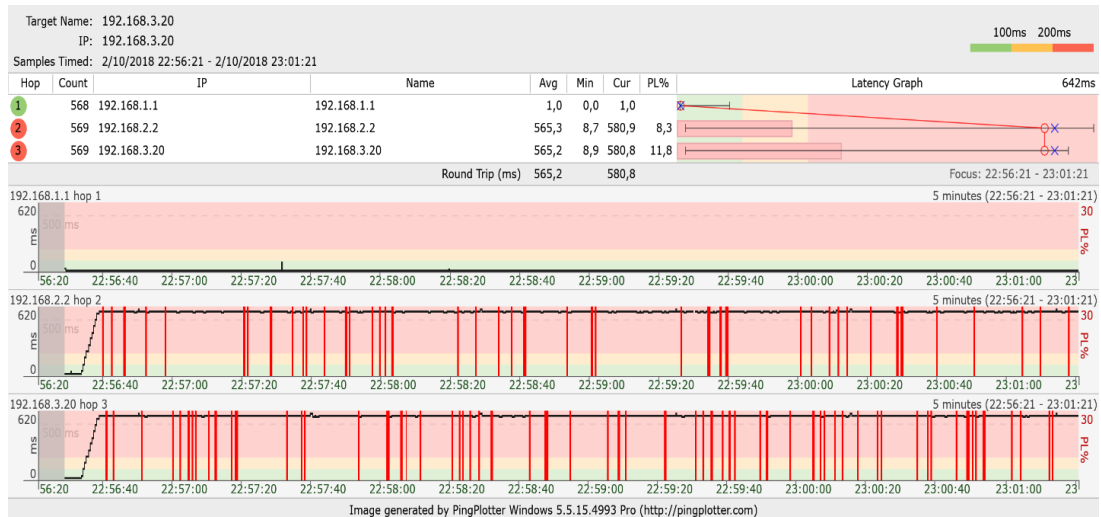 Target Name: 192.168.3.20
IP: 192.168.3.20
Samples Timed: 2/10/2018 22:56:21 - 2/10/2018 23:01:21
100ms 200ms
Hop Count IP Name Avg Min Cur PL% Latency Graph 642ms
1 568 192.168.1.1 192.168.1.1 1,0 0,0 1,0
2 569 192.168.2.2 192.168.2.2 565,3 8,7 580,9 8,3
3 569 192.168.3.20 192.168.3.20 565,2 8,9 580,8 11,8
Round Trip (ms) 565,2 580,8 Focus: 22:56:21 - 23:01:21
192.168.1.1 hop 1 5 minutes (22:56:21 - 23:01:21)
620 30
500 ms
ms PL%
0
56:20 22:56:40 22:57:00 22:57:20 22:57:40 22:58:00 22:58:20 22:58:40 22:59:00 22:59:20 22:59:40 23:00:00 23:00:20 23:00:40 23:01:00 23
192.168.2.2 hop 2 5 minutes (22:56:21 - 23:01:21)
620 30
500 ms
ms PL%
0
56:20 22:56:40 22:57:00 22:57:20 22:57:40 22:58:00 22:58:20 22:58:40 22:59:00 22:59:20 22:59:40 23:00:00 23:00:20 23:00:40 23:01:00 23
192.168.3.20 hop 3 5 minutes (22:56:21 - 23:01:21)
620 30
500 ms
ms PL%
0
56:20 22:56:40 22:57:00 22:57:20 22:57:40 22:58:00 22:58:20 22:58:40 22:59:00 22:59:20 22:59:40 23:00:00 23:00:20 23:00:40 23:01:00 23
Image generated by PingPlotter Windows 5.5.15.4993 Pro (http://pingplotter.com)